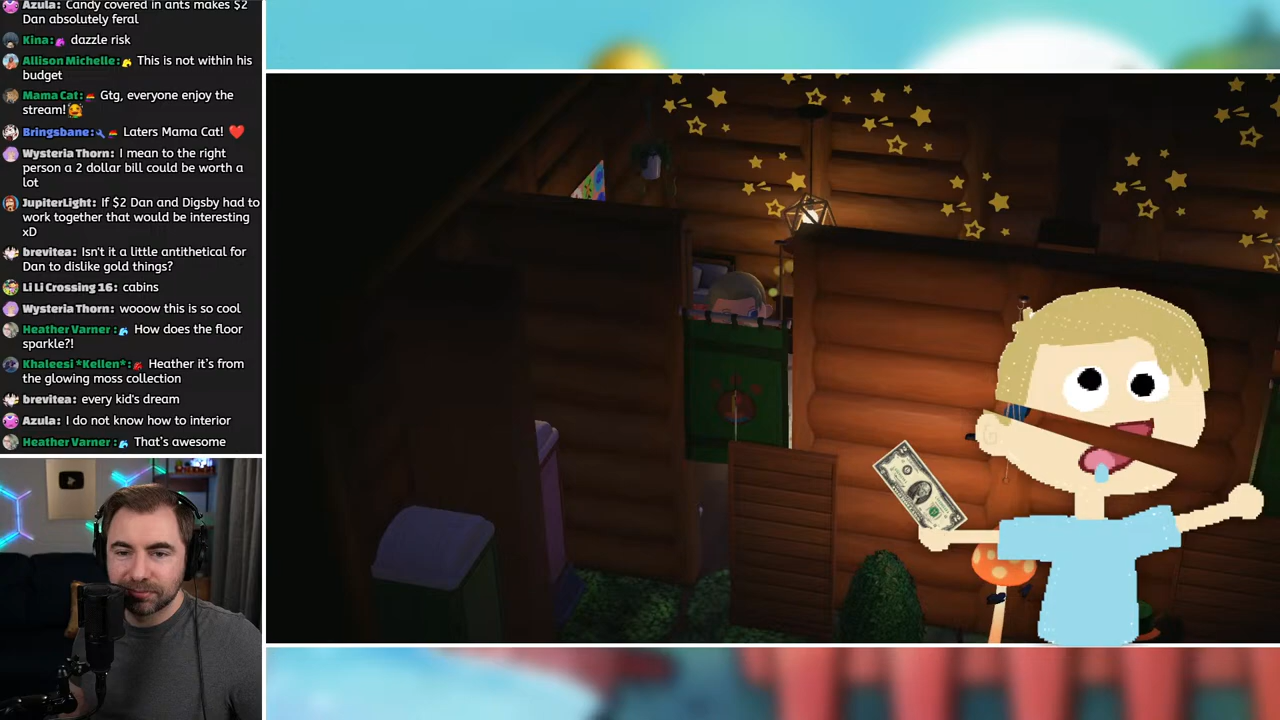 Azula: Candy covered in ants makes $2
Dan absolutely feral
Kina: dazzle risk
Allison Michelle: This is not within his
budget
Mama Cat: Gtg, everyone enjoy the
stream!
Bringsbane: Laters Mama Cat!
Wysteria Thorn: I mean to the right
person a 2 dollar bill could be worth a
lot
JupiterLight: If $2 Dan and Digsby had to
work together that would be interesting
xD
brevitea: Isn't it a little antithetical for
Dan to dislike gold things?
Li Li Crossing 16: cabins
Wysteria Thorn: wooow this is so cool
Heather Varner: How does the floor
sparkle?!
Khaleesi *Kellen*: Heather it's from
the glowing moss collection
brevitea: every kid's dream
Azula: I do not know how to interior
Heather Varner: That's awesome